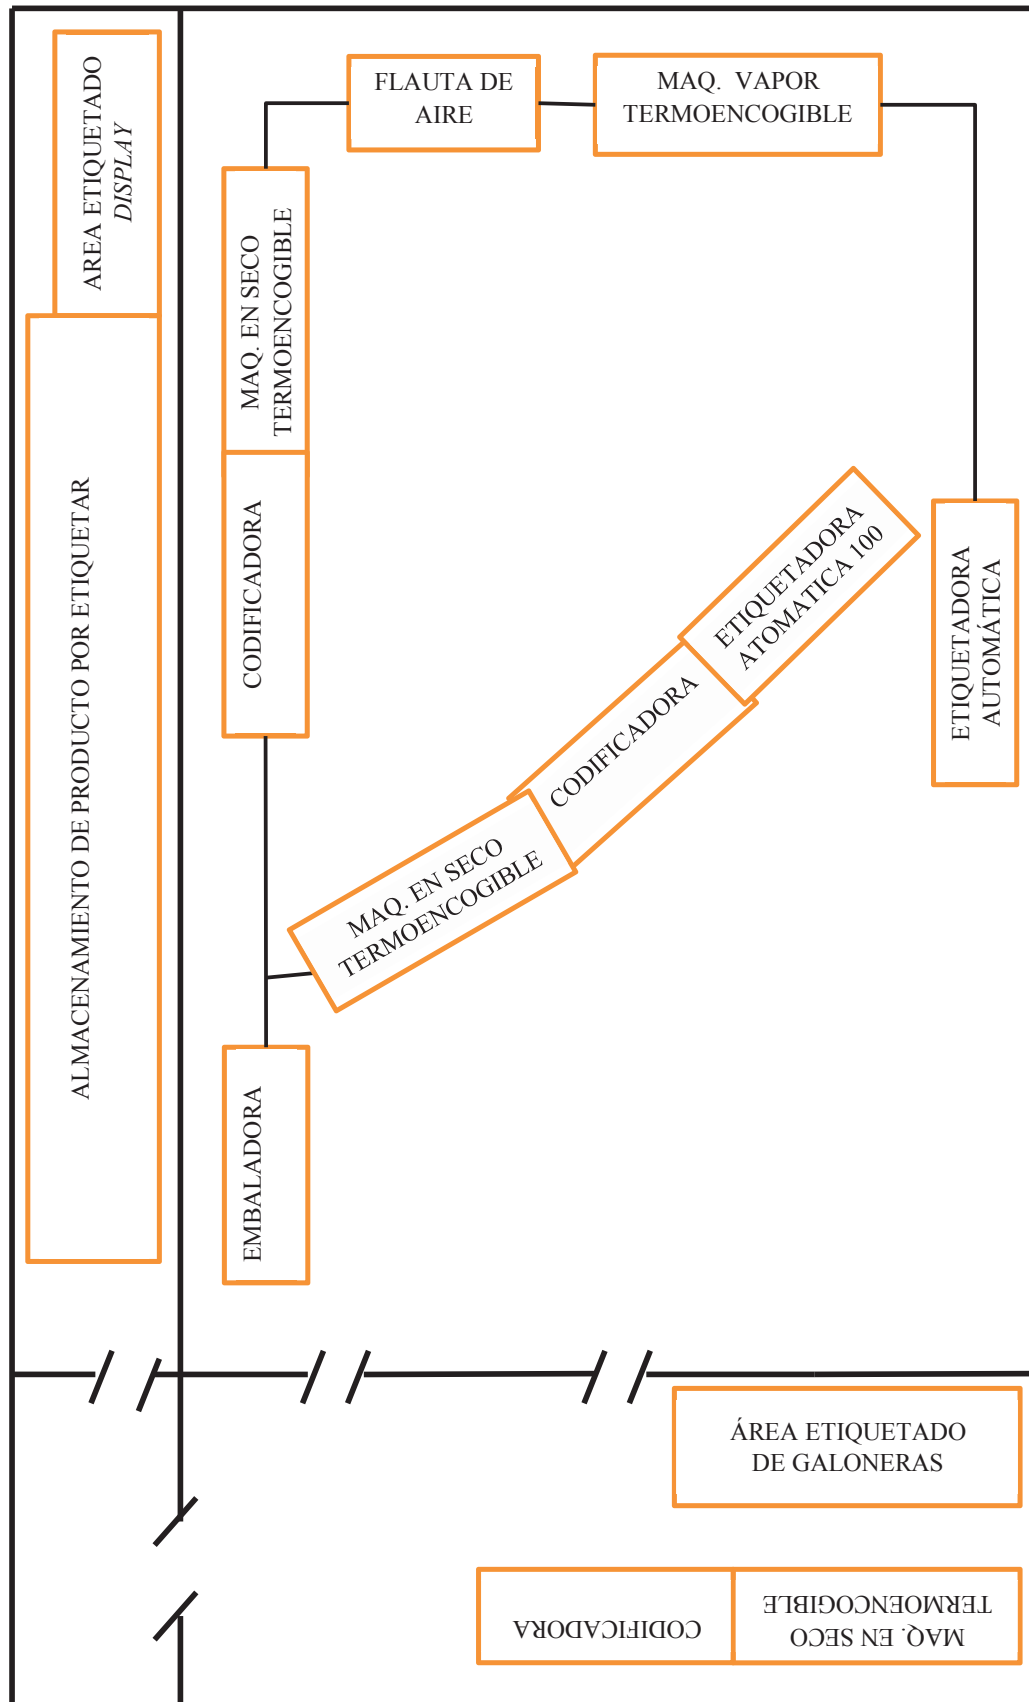 AREA ETIQUETADO
DISPLAY
ALMACENAMIENTO DE PRODUCTO POR ETIQUETAR
FLAUTA DE
AIRE
MAQ. VAPOR
TERMOENCOGIBLE
MAQ. EN SECO
TERMOENCOGIBLE
CODIFICADORA
ETIQUETADORA
ATOMATICA 100
CODIFICADORA
MAQ. EN SECO
TERMOENCOGIBLE
ETIQUETADORA
AUTOMÁTICA
EMBALADORA
ÁREA ETIQUETADO
DE GALONERAS
CODIFICADORA
MAQ. EN SECO
TERMOENCOGIBLE